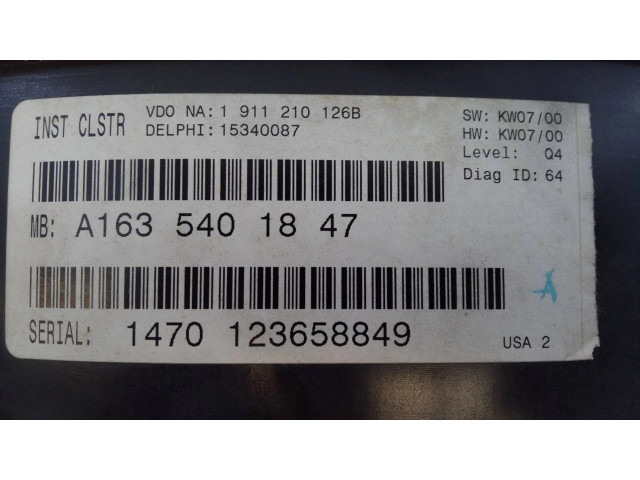 INST CLSTR
VDO NA: 1 911 210 126B
DELPHI: 15340087
SW: KW07/00
HW: KW07/00
Level: Q4
Diag ID: 64
MB: A163 540 18 47
SERIAL: 1470 123658849
USA 2
A